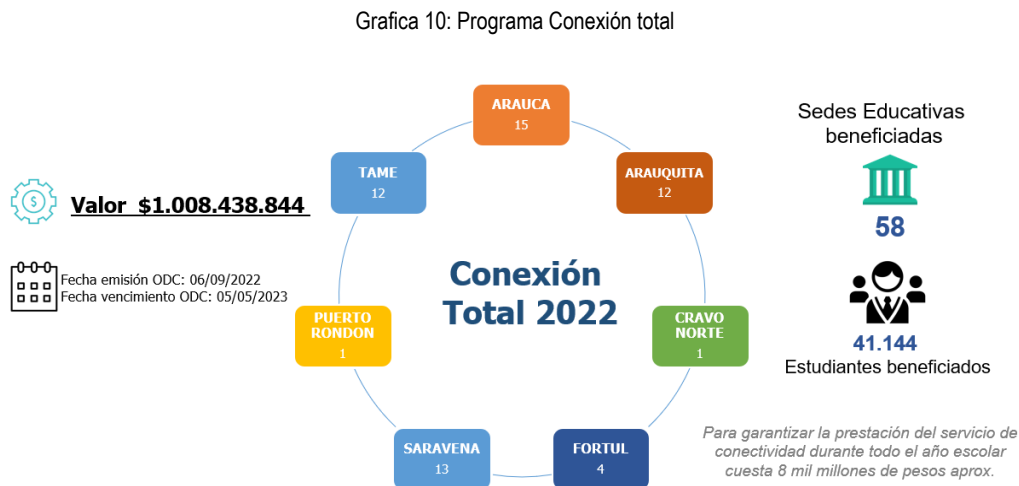 Grafica 10: Programa Conexión total
ARAUCA
15
TAME
12
ARAUQUITA
12
Valor $1.008.438.844
Fecha emisión ODC: 06/09/2022
Fecha vencimiento ODC: 05/05/2023
Conexión
Total 2022
PUERTO
RONDON
1
CRAVO
NORTE
1
SARAVENA
13
FORTUL
4
Sedes Educativas
beneficiadas
58
41.144
Estudiantes beneficiados
Para garantizar la prestación del servicio de
conectividad durante todo el año escolar
cuesta 8 mil millones de pesos aprox.